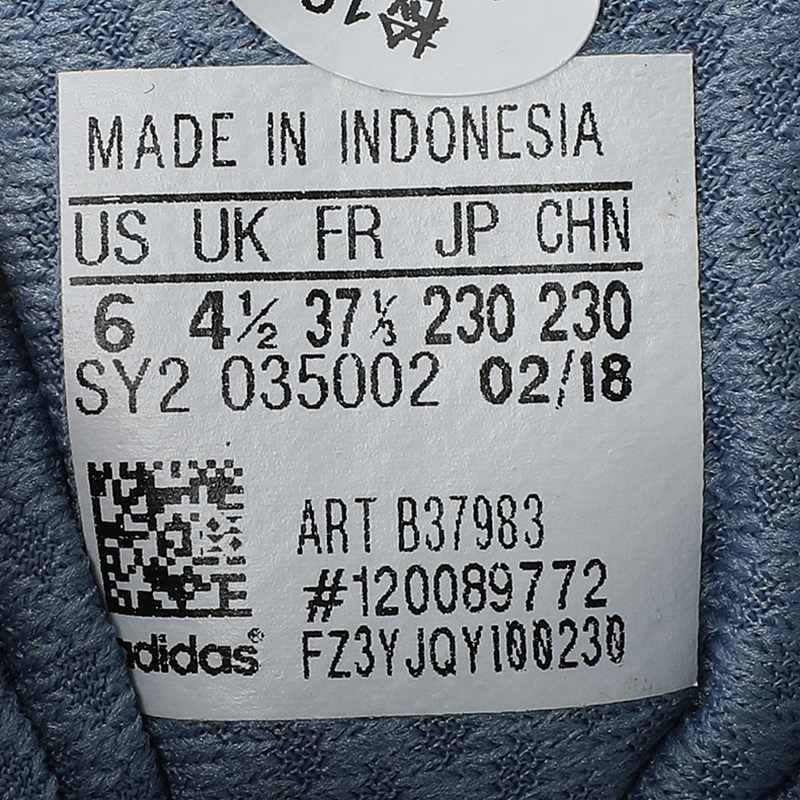 MADE IN INDONESIA
US UK FR JP CHN
6 4½ 37⅓ 230 230
SY2 035002 02/18
ART B37983
#120089772
adidas®
FZ3YJQY100230